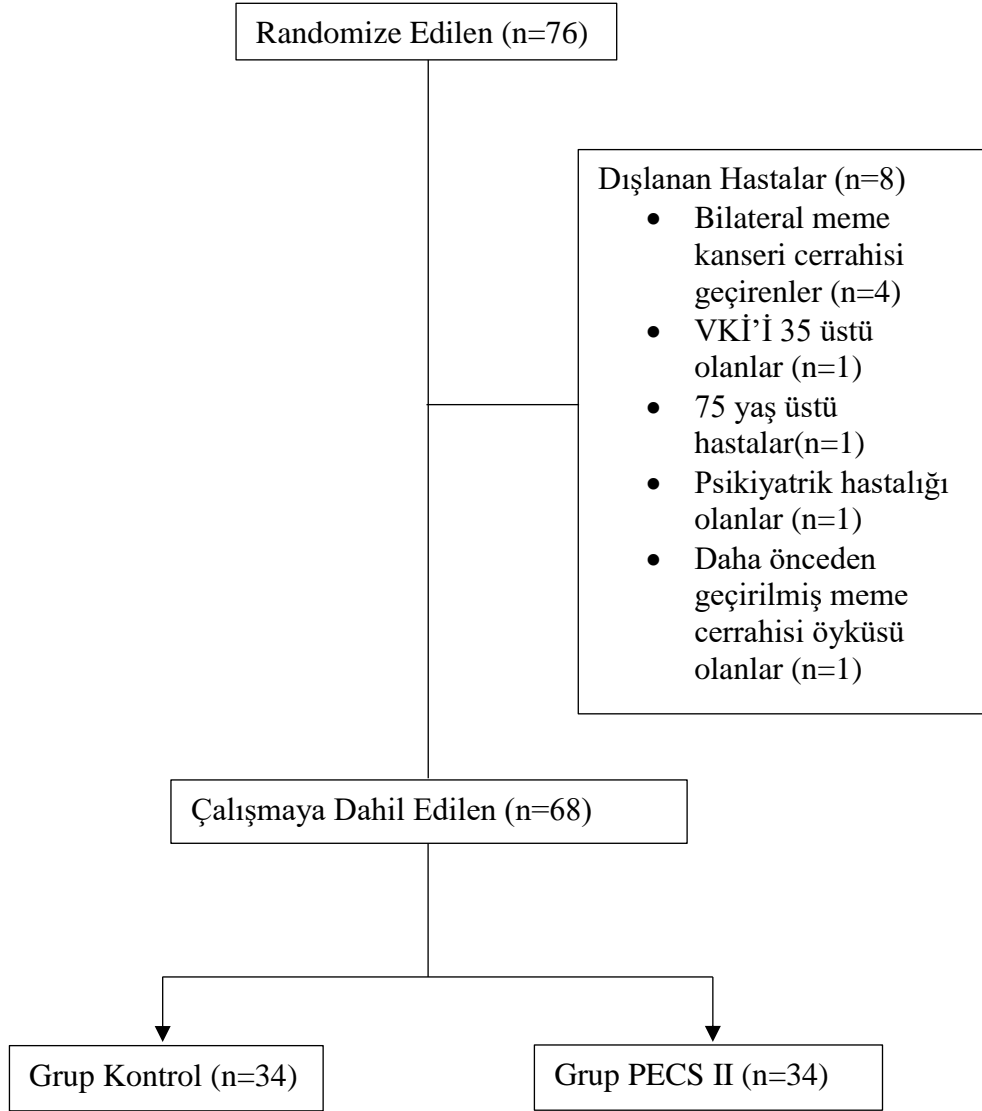 Randomize Edilen (n=76)
Dışlanan Hastalar (n=8)
• Bilateral meme
kanseri cerrahisi
geçirenler (n=4)
• VKİ’İ 35 üstü
olanlar (n=1)
• 75 yaş üstü
hastalar(n=1)
• Psikiyatrik hastalığı
olanlar (n=1)
• Daha önceden
geçirilmiş meme
cerrahisi öyküsü
olanlar (n=1)
Çalışmaya Dahil Edilen (n=68)
Grup Kontrol (n=34)
Grup PECS II (n=34)